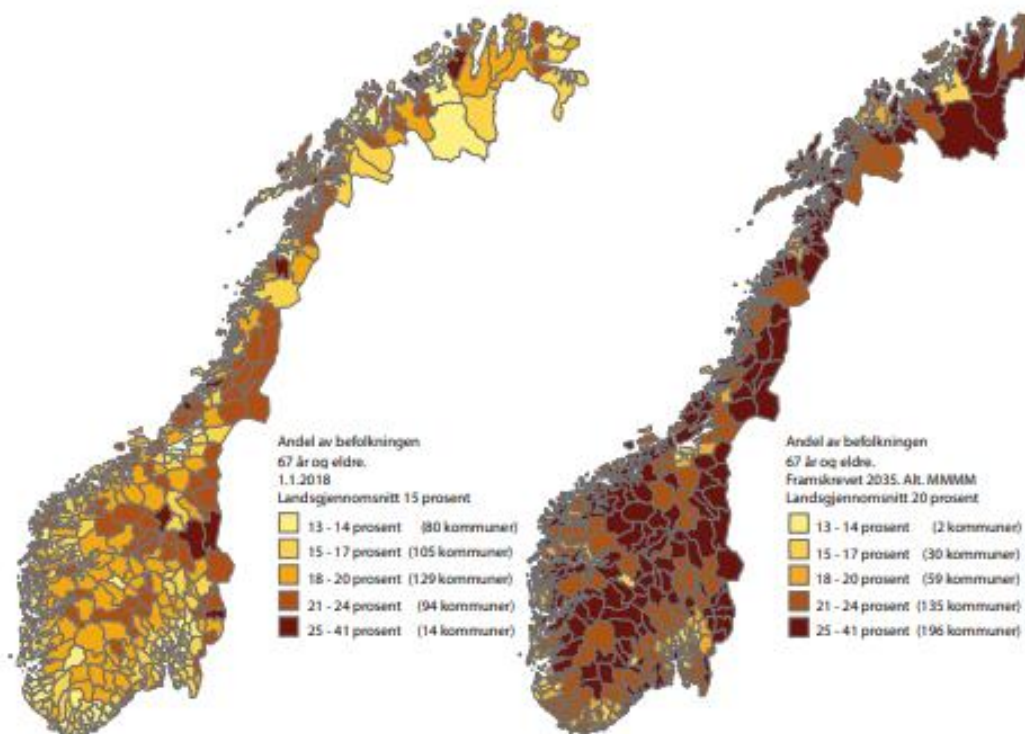 Andel av befolkningen
67 år og eldre.
1.1.2018
Landsgjennomsnitt 15 prosent
13 - 14 prosent (80 kommuner)
15 - 17 prosent (105 kommuner)
18 - 20 prosent (129 kommuner)
21 - 24 prosent (94 kommuner)
25 - 41 prosent (14 kommuner)
Andel av befolkningen
67 år og eldre.
Framskrevet 2035. Alt. MMMM
Landsgjennomsnitt 20 prosent
13 - 14 prosent (2 kommuner)
15 - 17 prosent (30 kommuner)
18 - 20 prosent (59 kommuner)
21 - 24 prosent (135 kommuner)
25 - 41 prosent (196 kommuner)